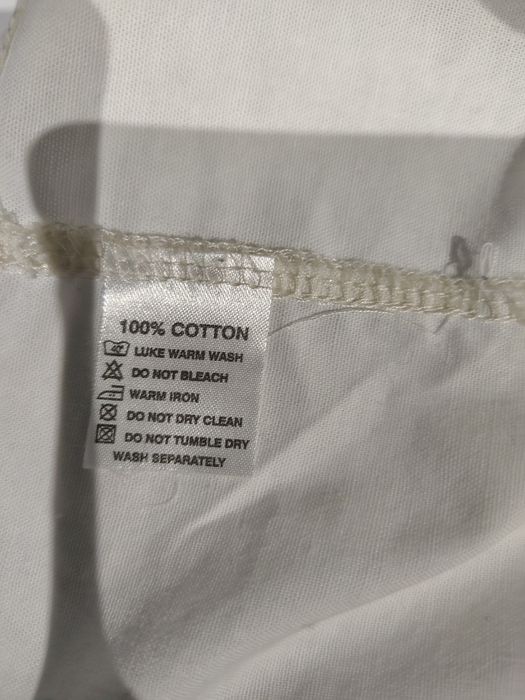 100% COTTON
LUKE WARM WASH
DO NOT BLEACH
WARM IRON
DO NOT DRY CLEAN
DO NOT TUMBLE DRY
WASH SEPARATELY